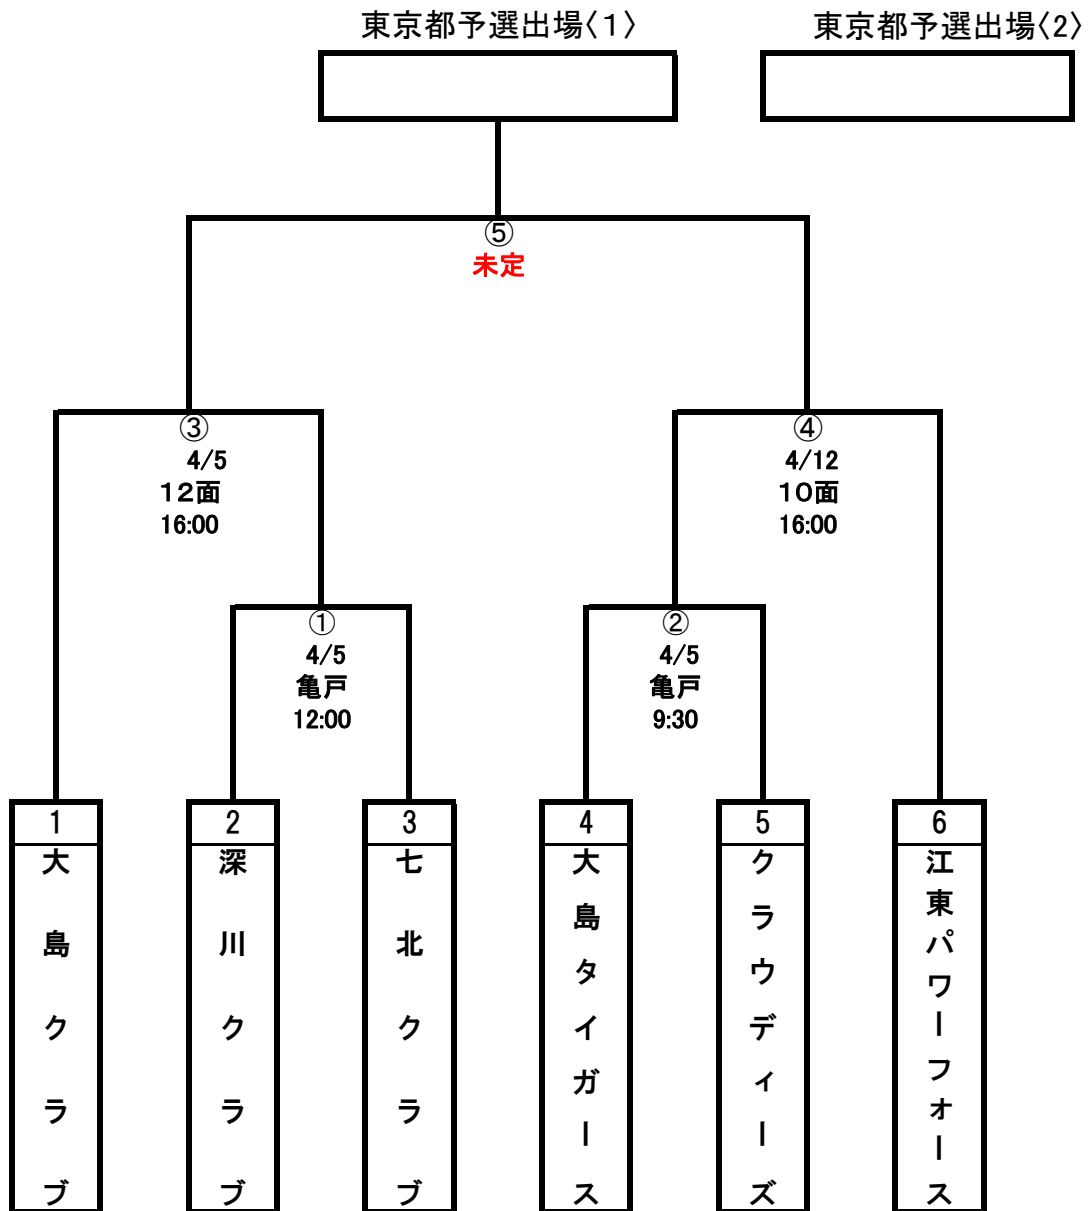 東京都予選出場〈1〉
東京都予選出場〈2〉
⑤
未定
③
4/5
12面
16:00
④
4/12
10面
16:00
①
4/5
亀戸
12:00
②
4/5
亀戸
9:30
1
大島クラブ
2
深川クラブ
3
七北クラブ
4
大島タイガース
5
クラウディーズ
6
江東パワーフォース